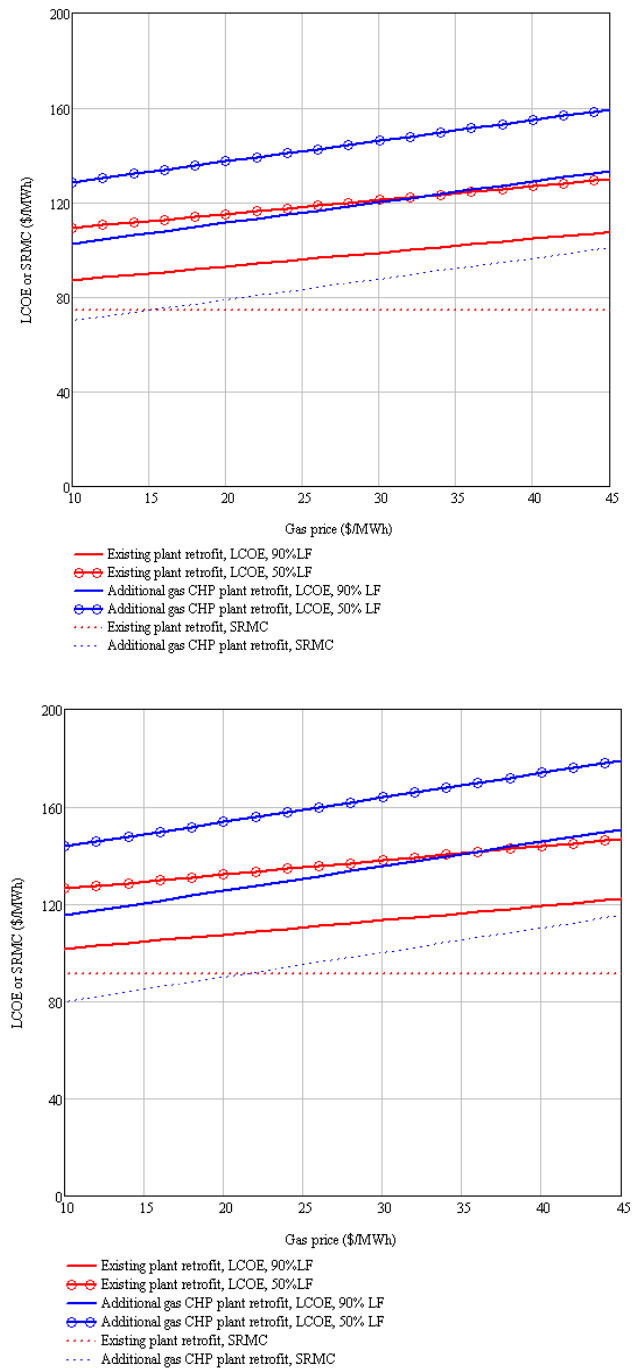 200
160
120
80
40
0
LCOE or SRMC ($/MWh)
10 15 20 25 30 35 40 45
Gas price ($/MWh)
Existing plant retrofit, LCOE, 90%LF
Existing plant retrofit, LCOE, 50%LF
Additional gas CHP plant retrofit, LCOE, 90% LF
Additional gas CHP plant retrofit, LCOE, 50% LF
Existing plant retrofit, SRMC
Additional gas CHP plant retrofit, SRMC
200
160
120
80
40
0
LCOE or SRMC ($/MWh)
10 15 20 25 30 35 40 45
Gas price ($/MWh)
Existing plant retrofit, LCOE, 90%LF
Existing plant retrofit, LCOE, 50%LF
Additional gas CHP plant retrofit, LCOE, 90% LF
Additional gas CHP plant retrofit, LCOE, 50% LF
Existing plant retrofit, SRMC
Additional gas CHP plant retrofit, SRMC